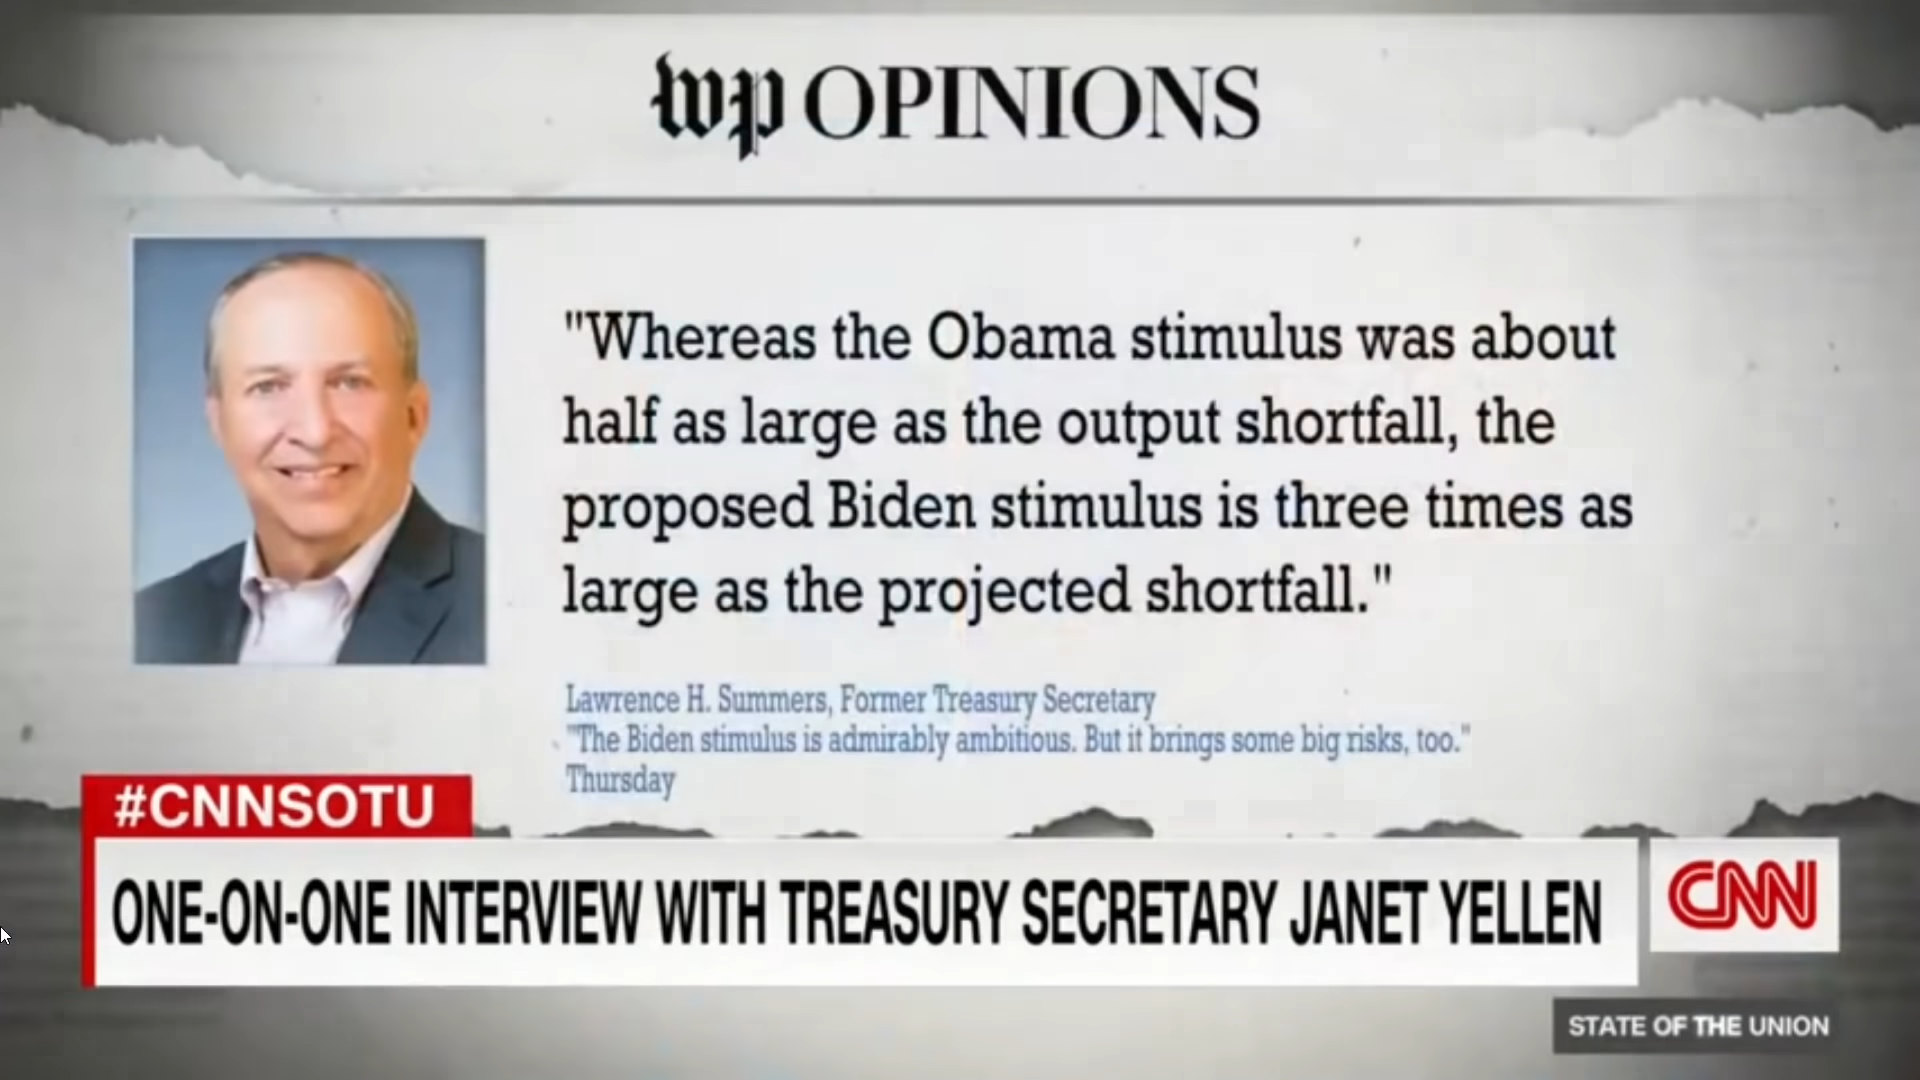 wp OPINIONS
"Whereas the Obama stimulus was about
half as large as the output shortfall, the
proposed Biden stimulus is three times as
large as the projected shortfall."
Lawrence H. Summers, Former Treasury Secretary
"The Biden stimulus is admirably ambitious. But it brings some big risks, too."
Thursday
#CNNSOTU
ONE-ON-ONE INTERVIEW WITH TREASURY SECRETARY JANET YELLEN
CNN
STATE OF THE UNION